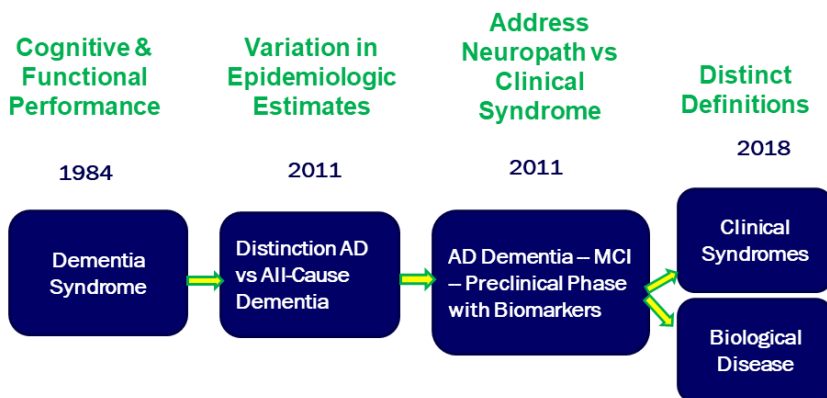 Cognitive &
Functional
Performance
1984
Dementia
Syndrome
Variation in
Epidemiologic
Estimates
2011
Distinction AD
vs All-Cause
Dementia
Address
Neuropath vs
Clinical
Syndrome
2011
AD Dementia – MCI
– Preclinical Phase
with Biomarkers
Distinct
Definitions
2018
Clinical
Syndromes
Biological
Disease